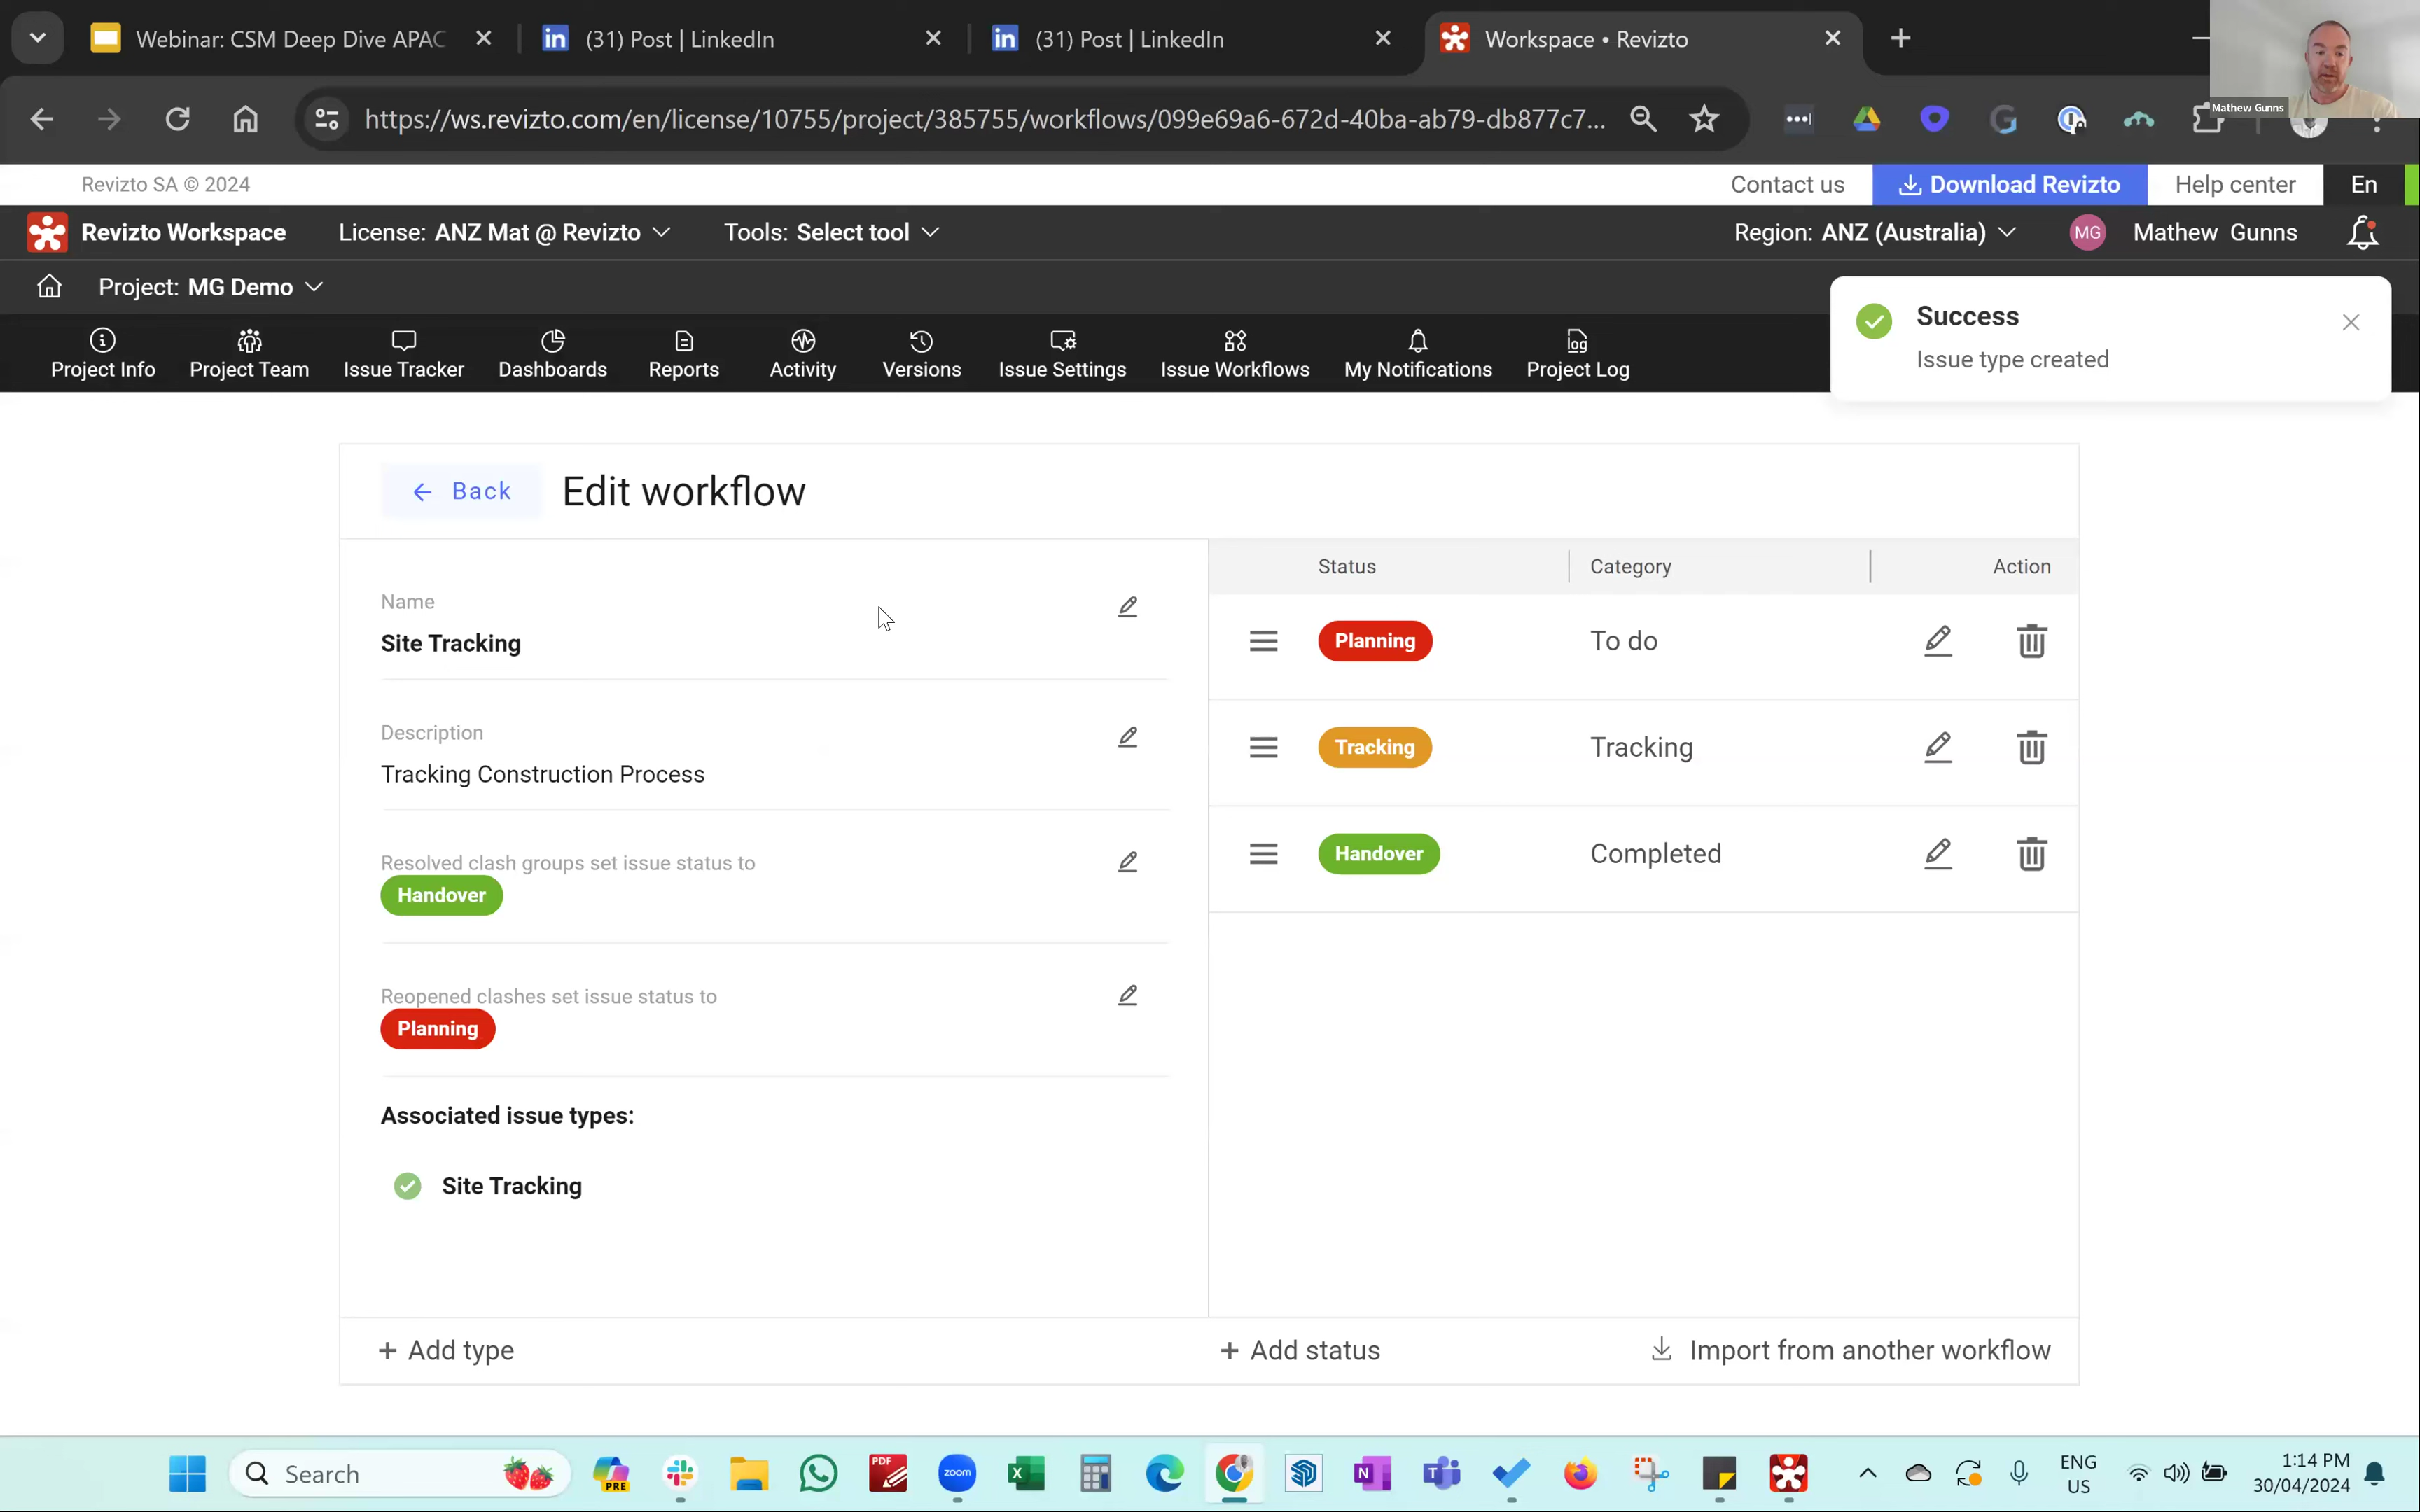 Webinar: CSM Deep Dive APAC
(31) Post | LinkedIn
(31) Post | LinkedIn
Workspace • Revizto
https://ws.revizto.com/en/license/10755/project/385755/workflows/099e69a6-672d-40ba-ab79-db877c7...
Mathew Gunns
Revizto SA © 2024
Contact us
Download Revizto
Help center
En
Revizto Workspace
License: ANZ Mat @ Revizto
Tools: Select tool
Region: ANZ (Australia)
MG
Mathew Gunns
Project: MG Demo
Project Info
Project Team
Issue Tracker
Dashboards
Reports
Activity
Versions
Issue Settings
Issue Workflows
My Notifications
log
Project Log
Success
Issue type created
Back
Edit workflow
Name
Site Tracking
Description
Tracking Construction Process
Resolved clash groups set issue status to
Handover
Reopened clashes set issue status to
Planning
Associated issue types:
Site Tracking
+ Add type
Status
Category
Action
Planning
To do
Tracking
Tracking
Handover
Completed
+ Add status
Import from another workflow
Search
PRE
PDF
zoom
ENG
US
1:14 PM
30/04/2024